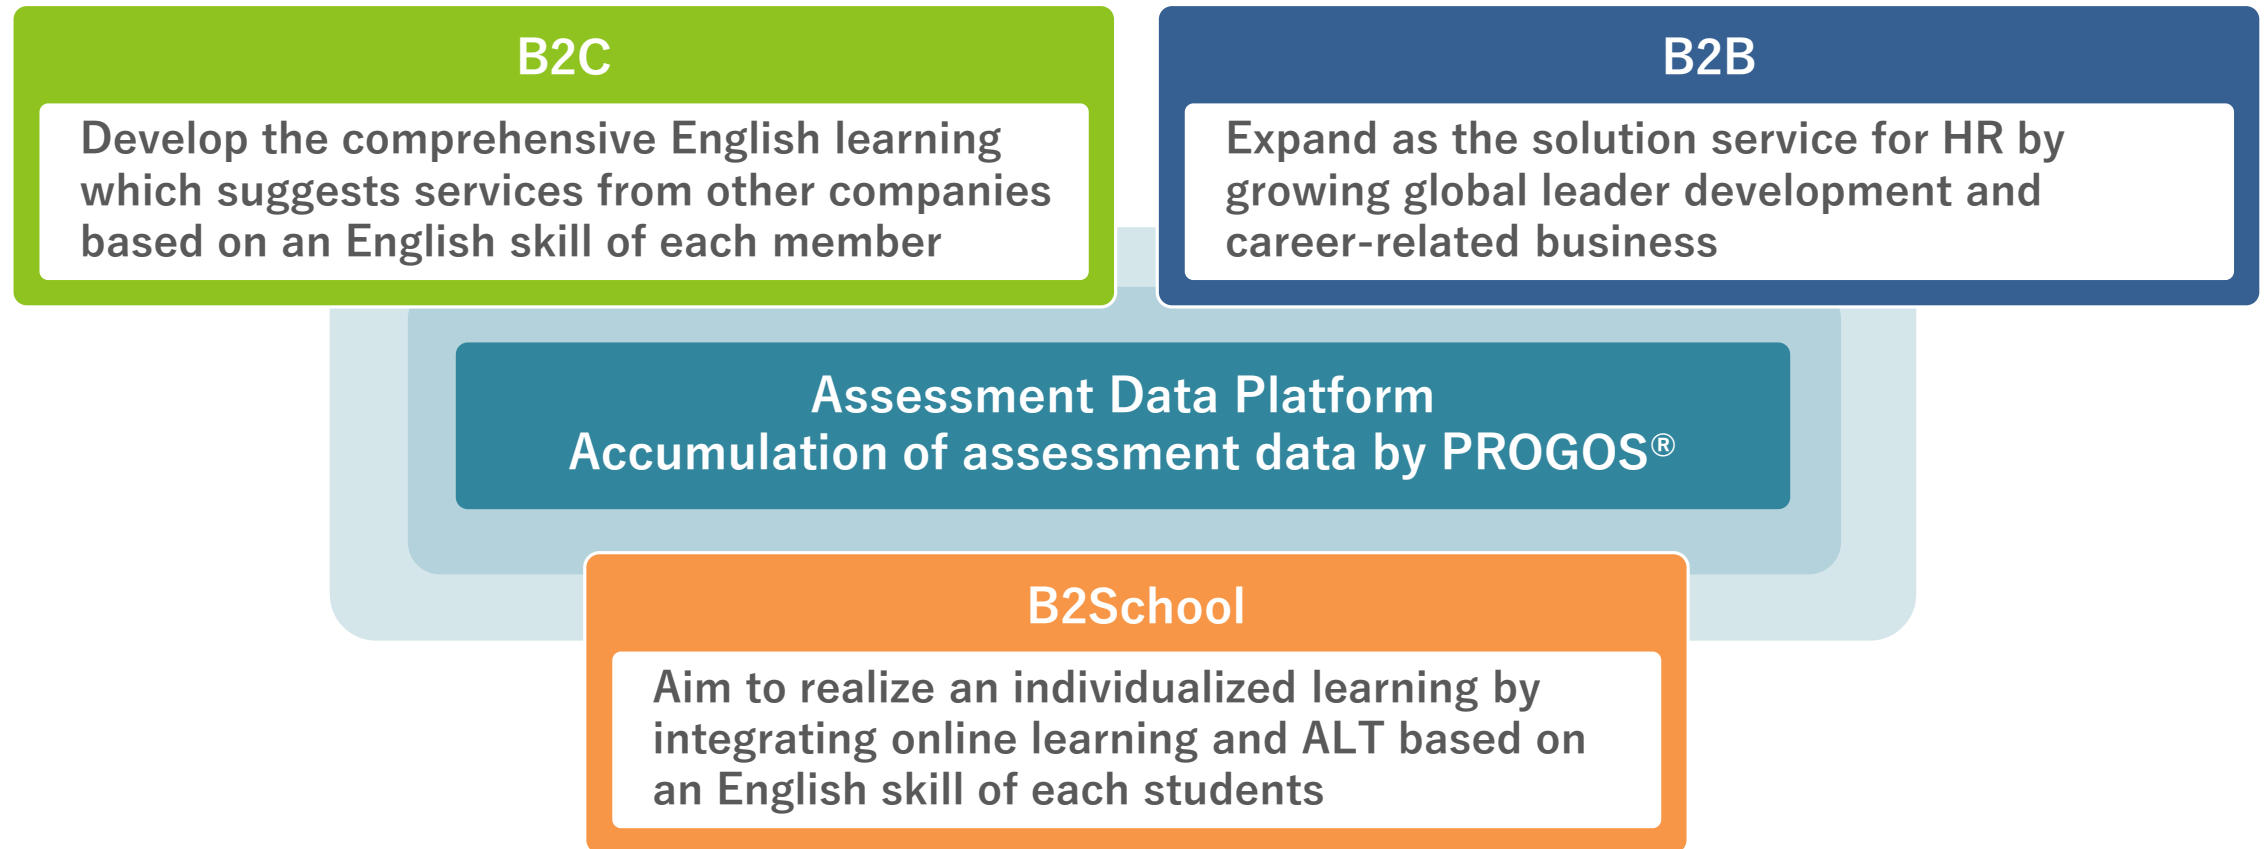 B2C
Develop the comprehensive English learning
which suggests services from other companies
based on an English skill of each member
B2B
Expand as the solution service for HR by
growing global leader development and
career-related business
Assessment Data Platform
Accumulation of assessment data by PROGOS®
B2School
Aim to realize an individualized learning by
integrating online learning and ALT based on
an English skill of each students